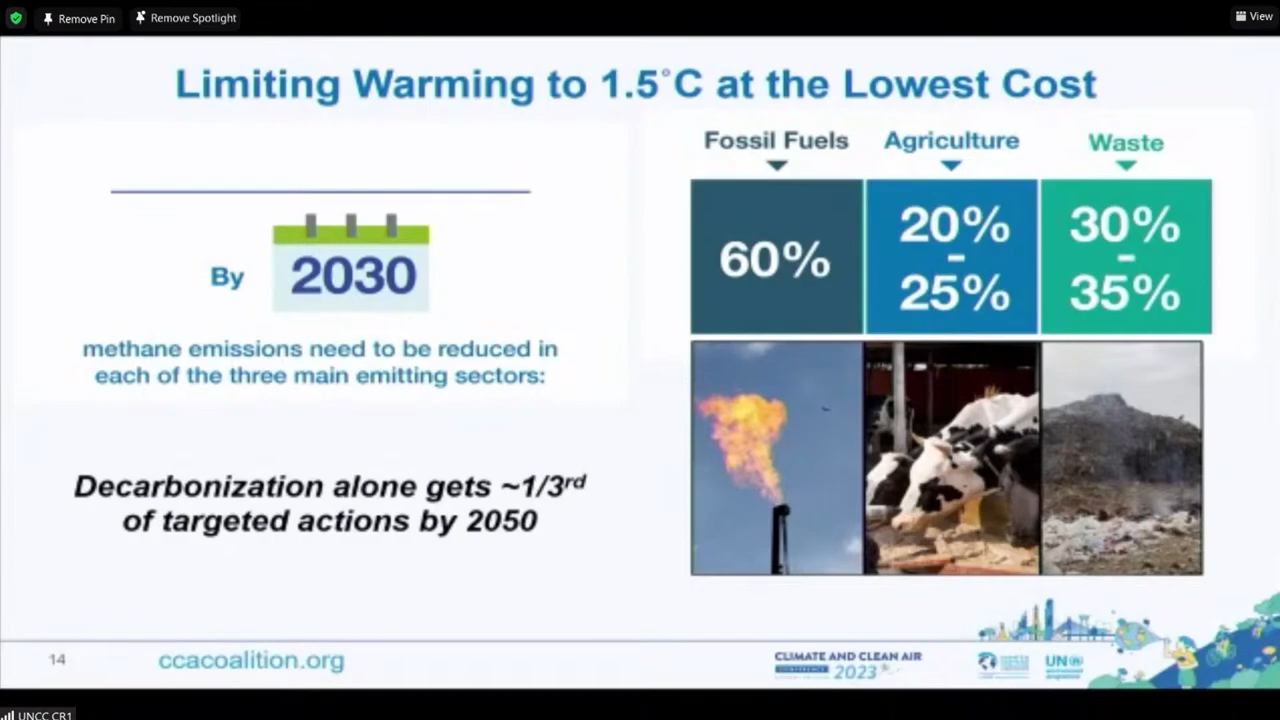 Remove Pin
Remove Spotlight
View
Limiting Warming to 1.5°C at the Lowest Cost
By
2030
methane emissions need to be reduced in
each of the three main emitting sectors:
Decarbonization alone gets ~1/3rd
of targeted actions by 2050
Fossil Fuels
Agriculture
Waste
60%
20%
-
25%
30%
-
35%
14
ccacoalition.org
CLIMATE AND CLEAN AIR
CONFERENCE 2023
UN
UNCC CR1